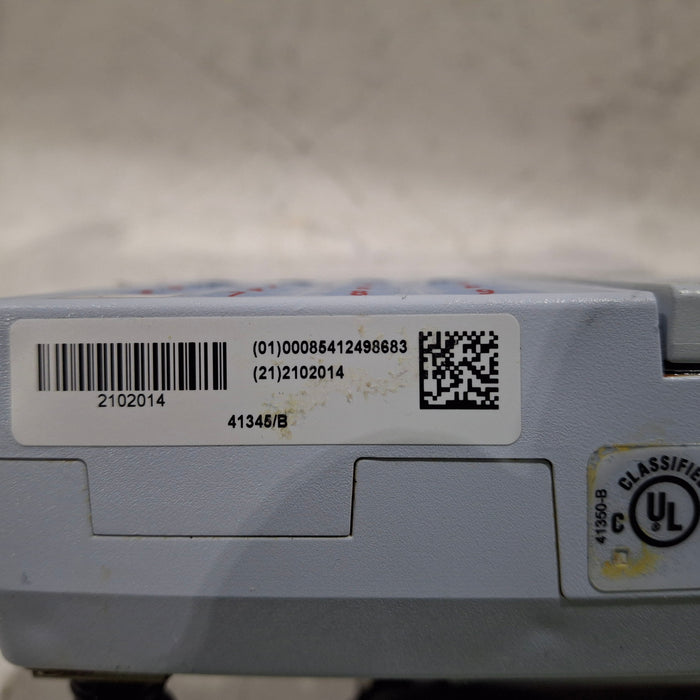 (01)00085412498683
(21)2102014
2102014
41345/B
CLASSIFIED
C UL
®
41350-B